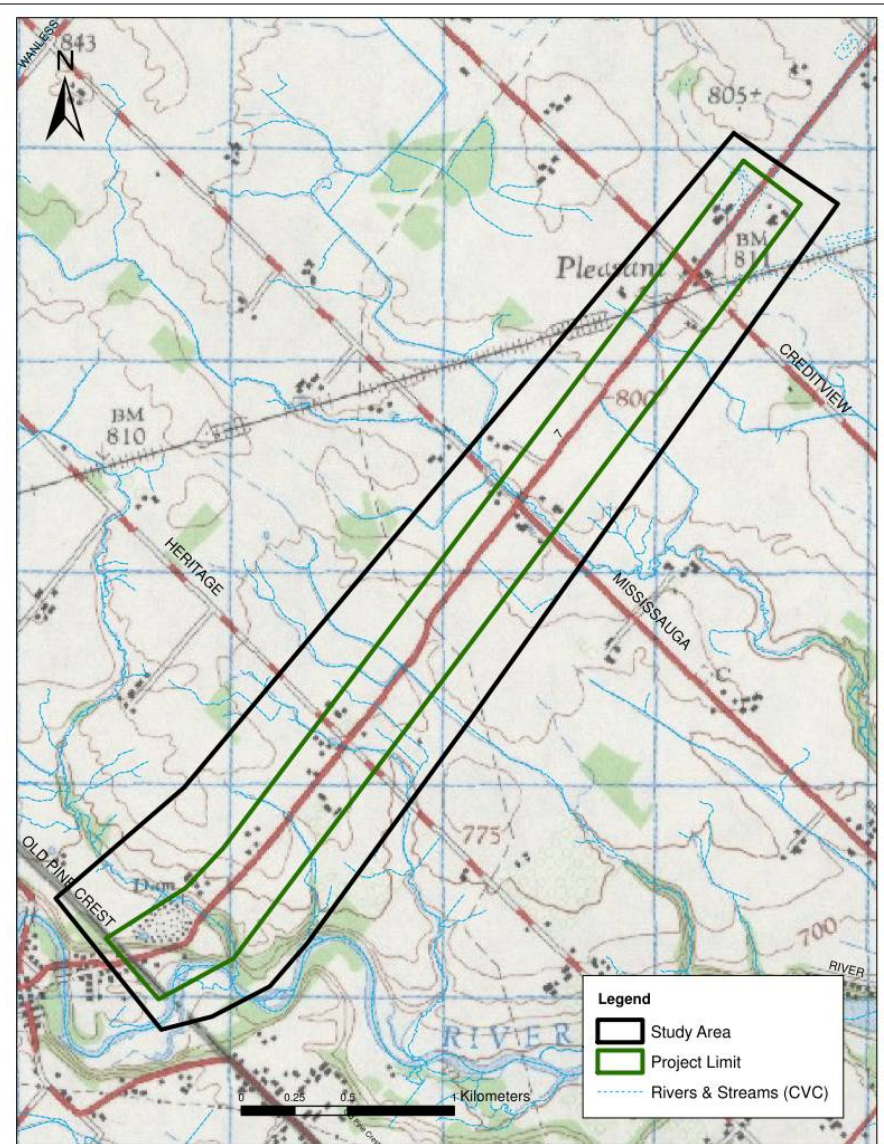 WANLESS
843
N
805+
BM
811
Pleasant
CREDITVIEW
800
7
BM
810
HERITAGE
MISSISSAUGA
C
775
OLD PINE CREST
Dam
700
RIVER
RIVER
Legend
Study Area
Project Limit
Rivers & Streams (CVC)
0 0.25 0.5 1 Kilometers